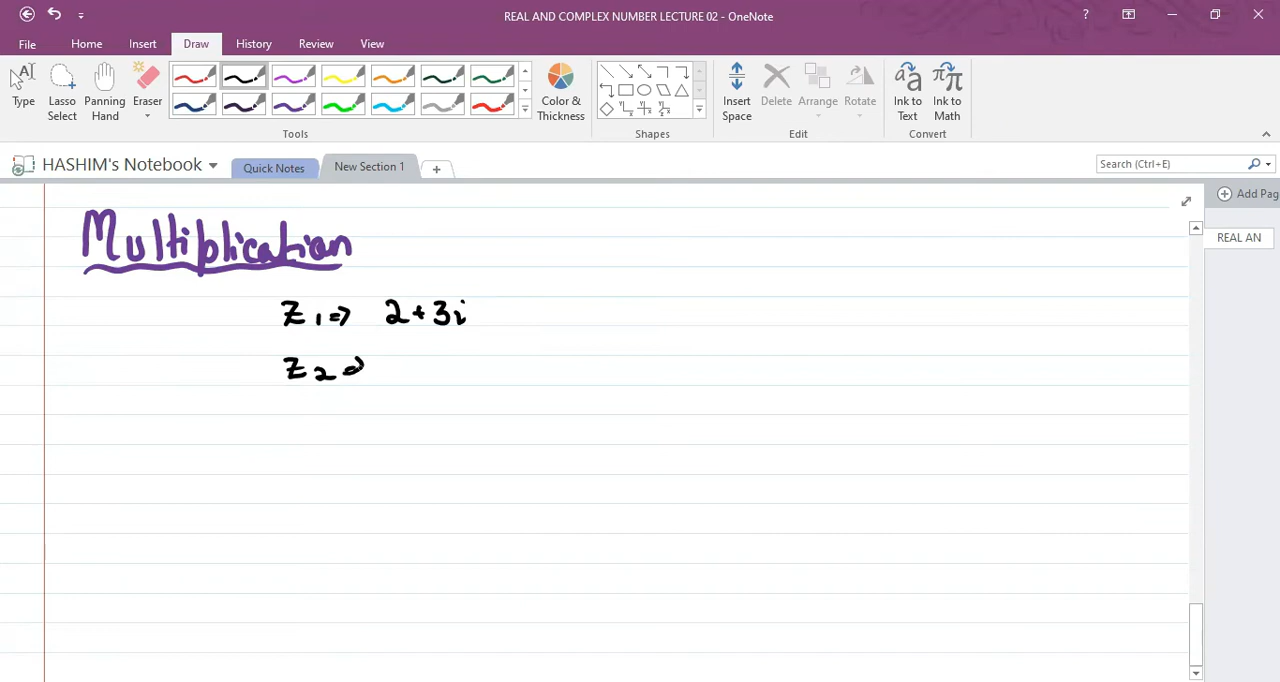 REAL AND COMPLEX NUMBER LECTURE 02 - OneNote
?
File Home Insert Draw History Review View
Type Lasso Select Panning Hand Eraser Color & Thickness Insert Space Delete Arrange Rotate Ink to Text Ink to Math
Tools Shapes Edit Convert
HASHIM's Notebook Quick Notes New Section 1 + Search (Ctrl+E)
Add Pag
REAL AN
Multiplication
Z1 => 2+3i
Z2 =>